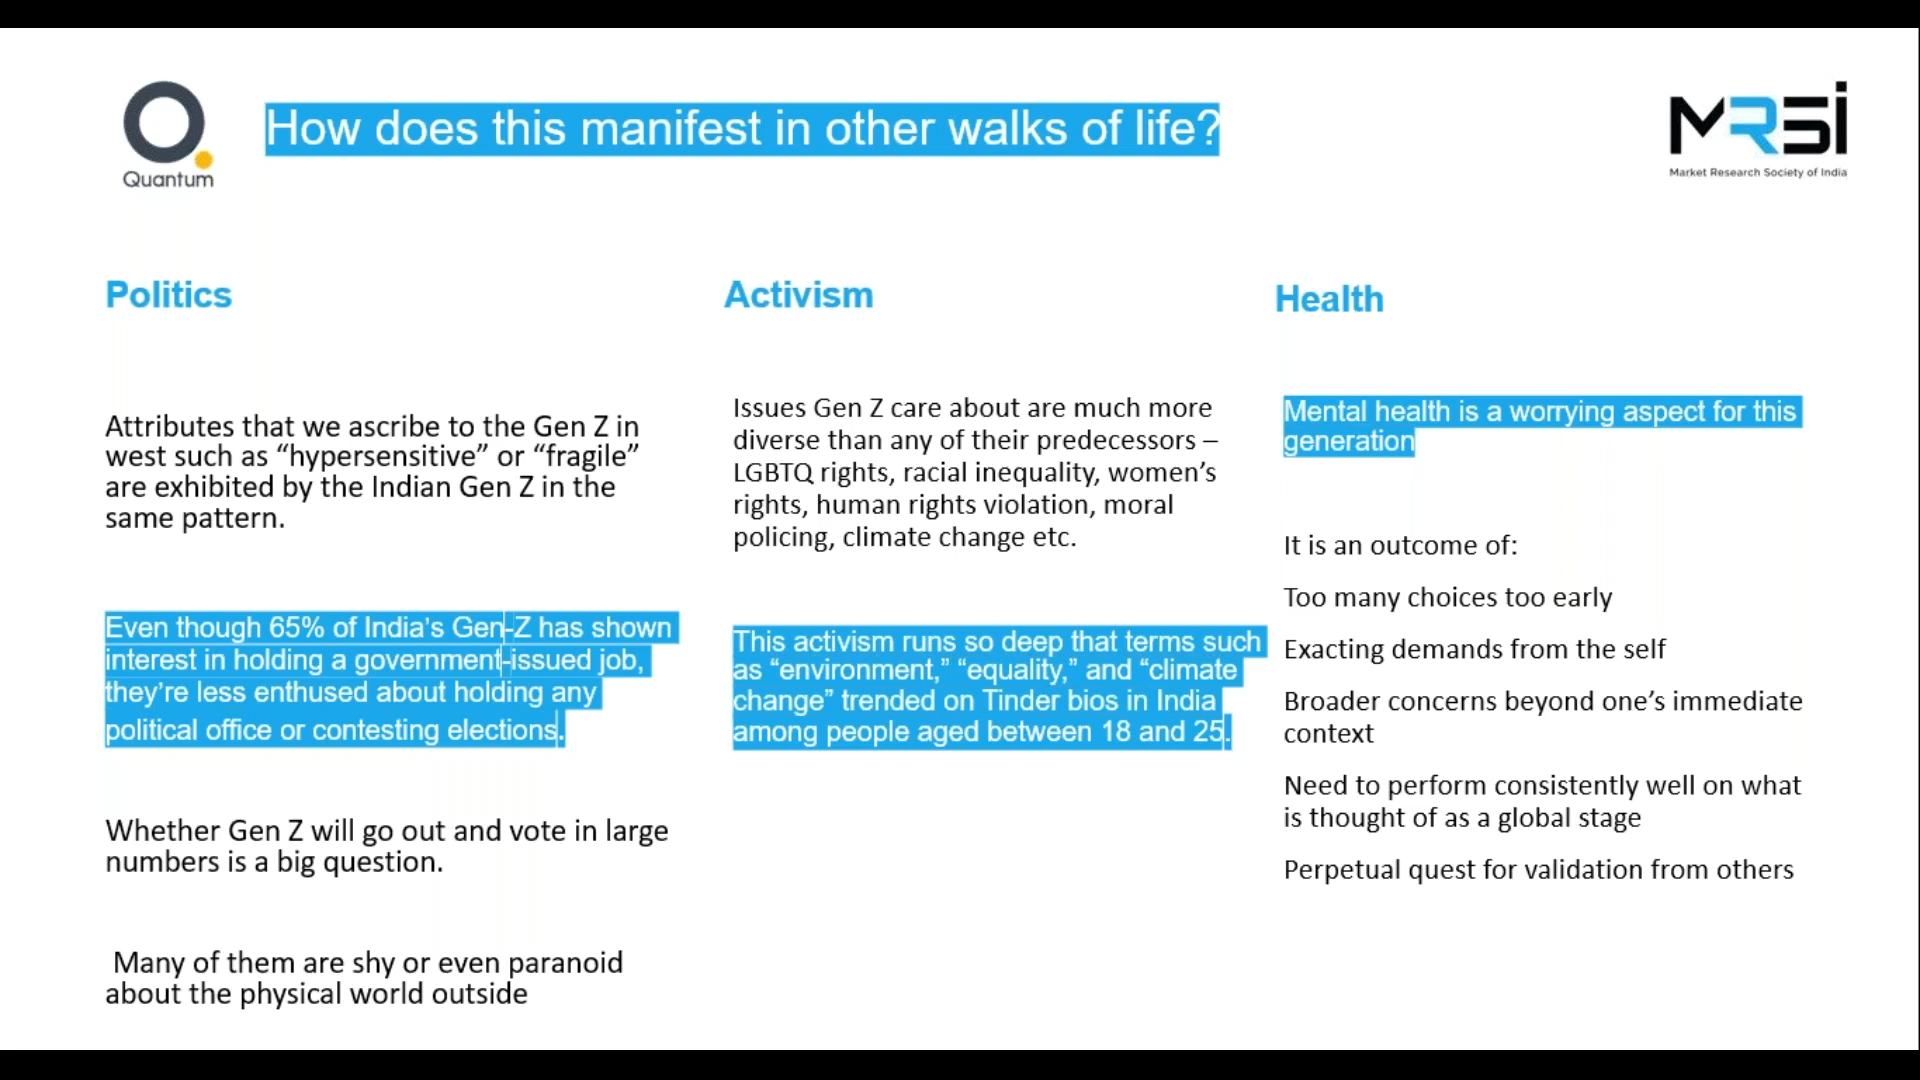 Quantum
How does this manifest in other walks of life?
MRSI
Market Research Society of India
Politics
Attributes that we ascribe to the Gen Z in
west such as “hypersensitive” or “fragile”
are exhibited by the Indian Gen Z in the
same pattern.
Even though 65% of India’s Gen-Z has shown
interest in holding a government-issued job,
they’re less enthused about holding any
political office or contesting elections.
Whether Gen Z will go out and vote in large
numbers is a big question.
Many of them are shy or even paranoid
about the physical world outside
Activism
Issues Gen Z care about are much more
diverse than any of their predecessors –
LGBTQ rights, racial inequality, women’s
rights, human rights violation, moral
policing, climate change etc.
This activism runs so deep that terms such
as “environment,” “equality,” and “climate
change” trended on Tinder bios in India
among people aged between 18 and 25.
Health
Mental health is a worrying aspect for this
generation
It is an outcome of:
Too many choices too early
Exacting demands from the self
Broader concerns beyond one’s immediate
context
Need to perform consistently well on what
is thought of as a global stage
Perpetual quest for validation from others